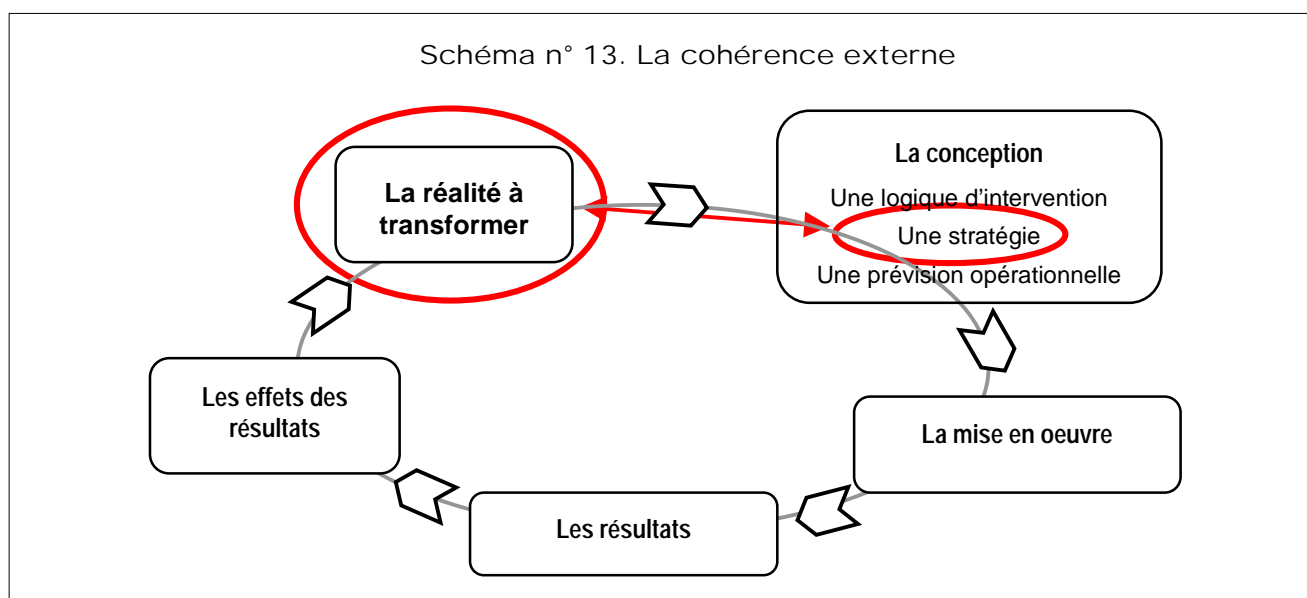 Schéma n° 13. La cohérence externe
La réalité à
transformer
La conception
Une logique d'intervention
Une stratégie
Une prévision opérationnelle
La mise en oeuvre
Les résultats
Les effets des
résultats